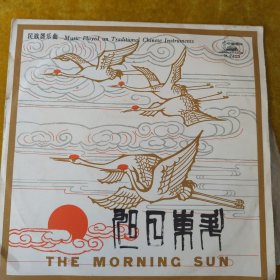 民族器乐曲 Music Played on Traditional Chinese Instruments
旭日東升
THE MORNING SUN